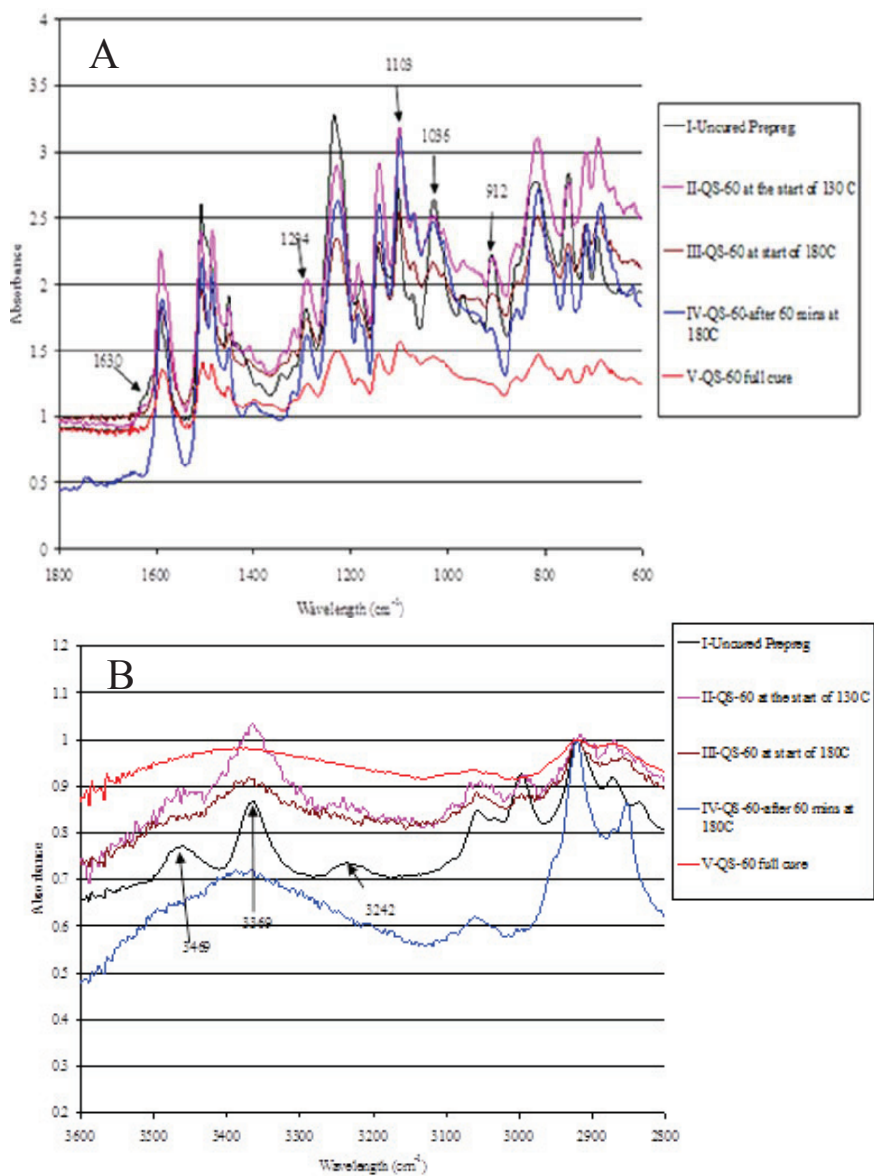 A
4
3.5
3
2.5
2
1.5
1
0.5
0
Absorbance
1630
1294
1103
1036
912
1800
1600
1400
1200
1000
800
600
Wavelength (cm⁻¹)
I-Uncured Prepreg
II-QS-60 at the start of 130 C
III-QS-60 at start of 180C
IV-QS-60-after 60 mins at
180C
V-QS-60 full cure
B
1.2
1.1
1
0.9
0.8
0.7
0.6
0.5
0.4
0.3
0.2
Absorbance
3469
3369
3242
3600
3500
3400
3300
3200
3100
3000
2900
2800
Wavelength (cm⁻¹)
I-Uncured Prepreg
II-QS-60 at the start of 130 C
III-QS-60 at start of 180C
IV-QS-60-after 60 mins at
180C
V-QS-60 full cure